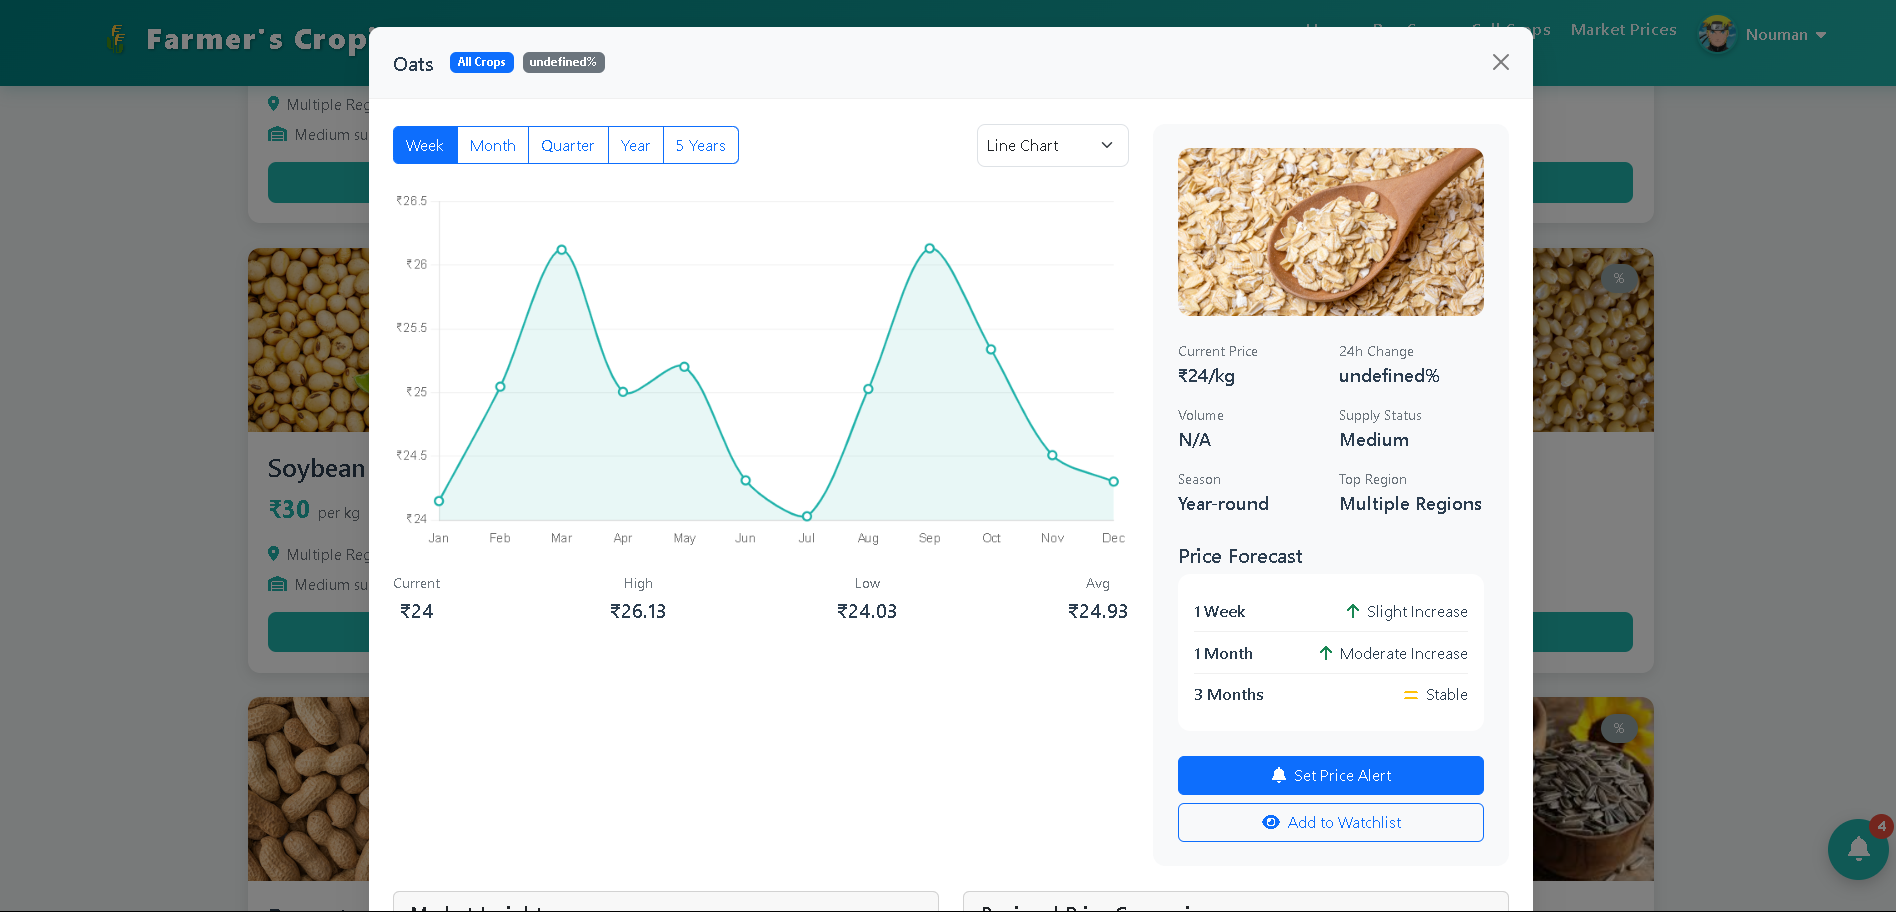 Farmer's Crop
Market Prices
Nouman
Oats
All Crops
undefined%
Week
Month
Quarter
Year
5 Years
Line Chart
₹26.5
₹26
₹25.5
₹25
₹24.5
₹24
Jan
Feb
Mar
Apr
May
Jun
Jul
Aug
Sep
Oct
Nov
Dec
Current
₹24
High
₹26.13
Low
₹24.03
Avg
₹24.93
Current Price
₹24/kg
24h Change
undefined%
Volume
N/A
Supply Status
Medium
Season
Year-round
Top Region
Multiple Regions
Price Forecast
1 Week
Slight Increase
1 Month
Moderate Increase
3 Months
Stable
Set Price Alert
Add to Watchlist
Multiple Reg
Medium su
Soybean
₹30 per kg
Multiple Reg
Medium su
%
%
4